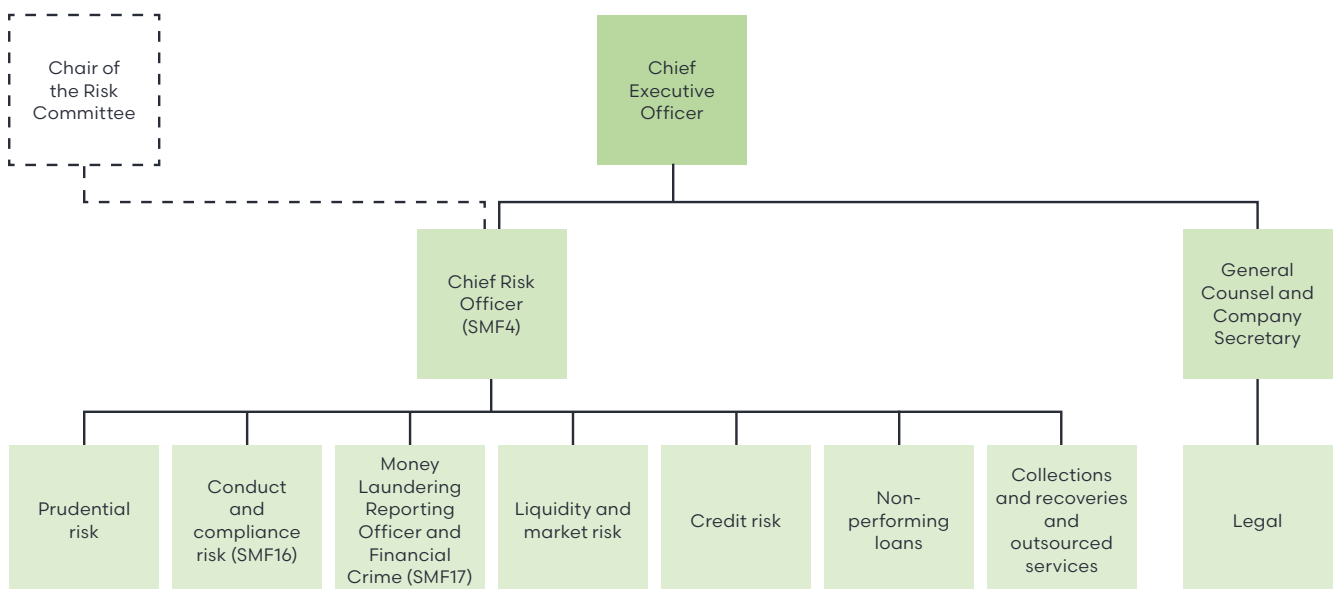 Chair of
the Risk
Committee
Chief
Executive
Officer
Chief Risk
Officer
(SMF4)
General
Counsel and
Company
Secretary
Prudential
risk
Conduct
and
compliance
risk (SMF16)
Money
Laundering
Reporting
Officer and
Financial
Crime (SMF17)
Liquidity and
market risk
Credit risk
Non-
performing
loans
Collections
and recoveries
and
outsourced
services
Legal